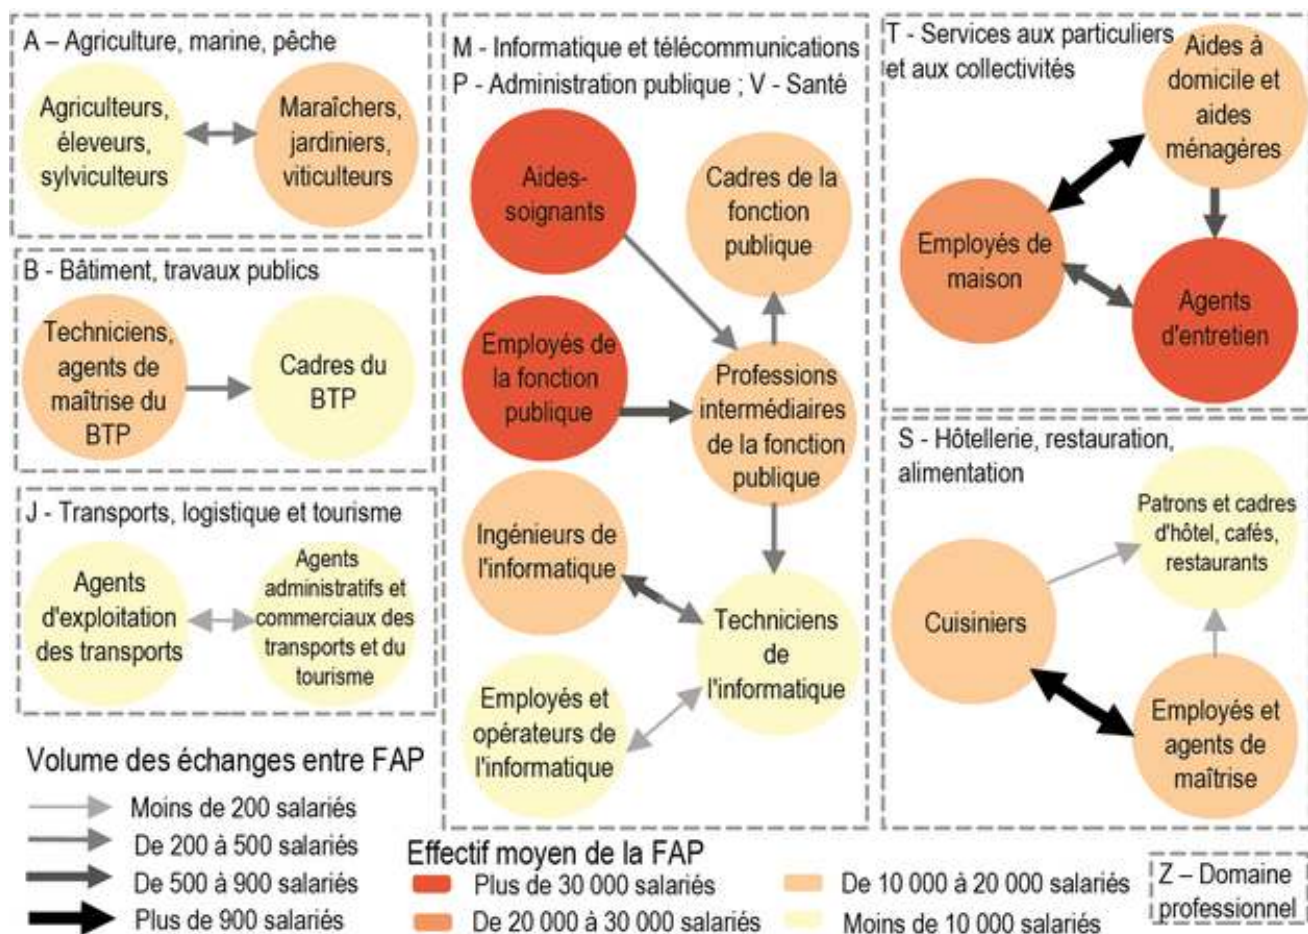 A – Agriculture, marine, pêche
Agriculteurs,
éleveurs,
sylviculteurs
Maraîchers,
jardiniers,
viticulteurs
B - Bâtiment, travaux publics
Techniciens,
agents de
maîtrise du
BTP
Cadres du
BTP
J - Transports, logistique et tourisme
Agents
d'exploitation
des transports
Agents
administratifs et
commerciaux des
transports et du
tourisme
M - Informatique et télécommunications
P - Administration publique ; V - Santé
Aides-
soignants
Cadres de la
fonction
publique
Employés de
la fonction
publique
Professions
intermédiaires
de la fonction
publique
Ingénieurs de
l'informatique
Techniciens
de
l'informatique
Employés et
opérateurs de
l'informatique
T - Services aux particuliers
et aux collectivités
Aides à
domicile et
aides
ménagères
Employés de
maison
Agents
d'entretien
S - Hôtellerie, restauration,
alimentation
Patrons et cadres
d'hôtel, cafés,
restaurants
Cuisiniers
Employés et
agents de
maîtrise
Volume des échanges entre FAP
Moins de 200 salariés
De 200 à 500 salariés
De 500 à 900 salariés
Plus de 900 salariés
Effectif moyen de la FAP
Plus de 30 000 salariés
De 20 000 à 30 000 salariés
De 10 000 à 20 000 salariés
Moins de 10 000 salariés
Z – Domaine
professionnel